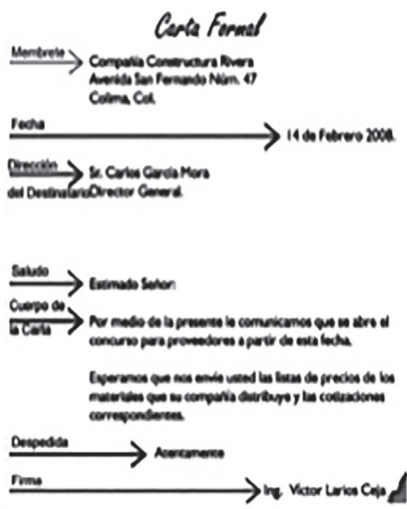 Carta Formal
Membrete
Compañía Constructura Rivera
Avenida San Fernando Núm. 47
Colima, Col.
Fecha
14 de Febrero 2008.
Dirección
del Destinatario
Sr. Carlos García Mora
Director General.
Saludo
Estimado Señor:
Cuerpo de
la Carta
Por medio de la presente le comunicamos que se abre el
concurso para proveedores a partir de esta fecha.
Esperamos que nos envíe usted las listas de precios de los
materiales que su compañía distribuye y las cotizaciones
correspondientes.
Despedida
Atentamente
Firma
Ing. Victor Larios Ceja